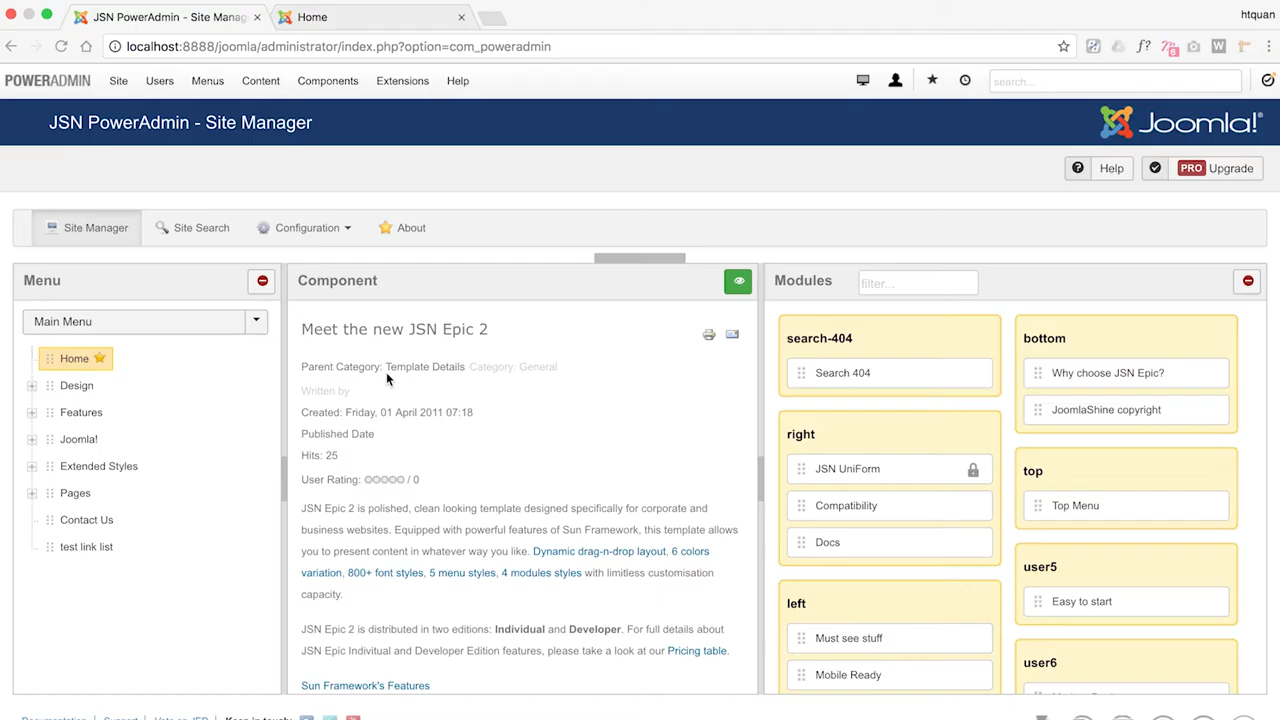 JSN PowerAdmin - Site Manag
Home
htquan
localhost:8888/joomla/administrator/index.php?option=com_poweradmin
POWERADMIN
Site
Users
Menus
Content
Components
Extensions
Help
search...
JSN PowerAdmin - Site Manager
Joomla!
Help
PRO Upgrade
Site Manager
Site Search
Configuration
About
Menu
Main Menu
Home
Design
Features
Joomla!
Extended Styles
Pages
Contact Us
test link list
Component
Meet the new JSN Epic 2
Parent Category: Template Details Category: General
Written by
Created: Friday, 01 April 2011 07:18
Published Date
Hits: 25
User Rating: / 0
JSN Epic 2 is polished, clean looking template designed specifically for corporate and
business websites. Equipped with powerful features of Sun Framework, this template allows
you to present content in whatever way you like. Dynamic drag-n-drop layout, 6 colors
variation, 800+ font styles, 5 menu styles, 4 modules styles with limitless customisation
capacity.
JSN Epic 2 is distributed in two editions: Individual and Developer. For full details about
JSN Epic Indivitual and Developer Edition features, please take a look at our Pricing table.
Sun Framework's Features
Modules
filter...
search-404
Search 404
right
JSN UniForm
Compatibility
Docs
left
Must see stuff
Mobile Ready
bottom
Why choose JSN Epic?
JoomlaShine copyright
top
Top Menu
user5
Easy to start
user6